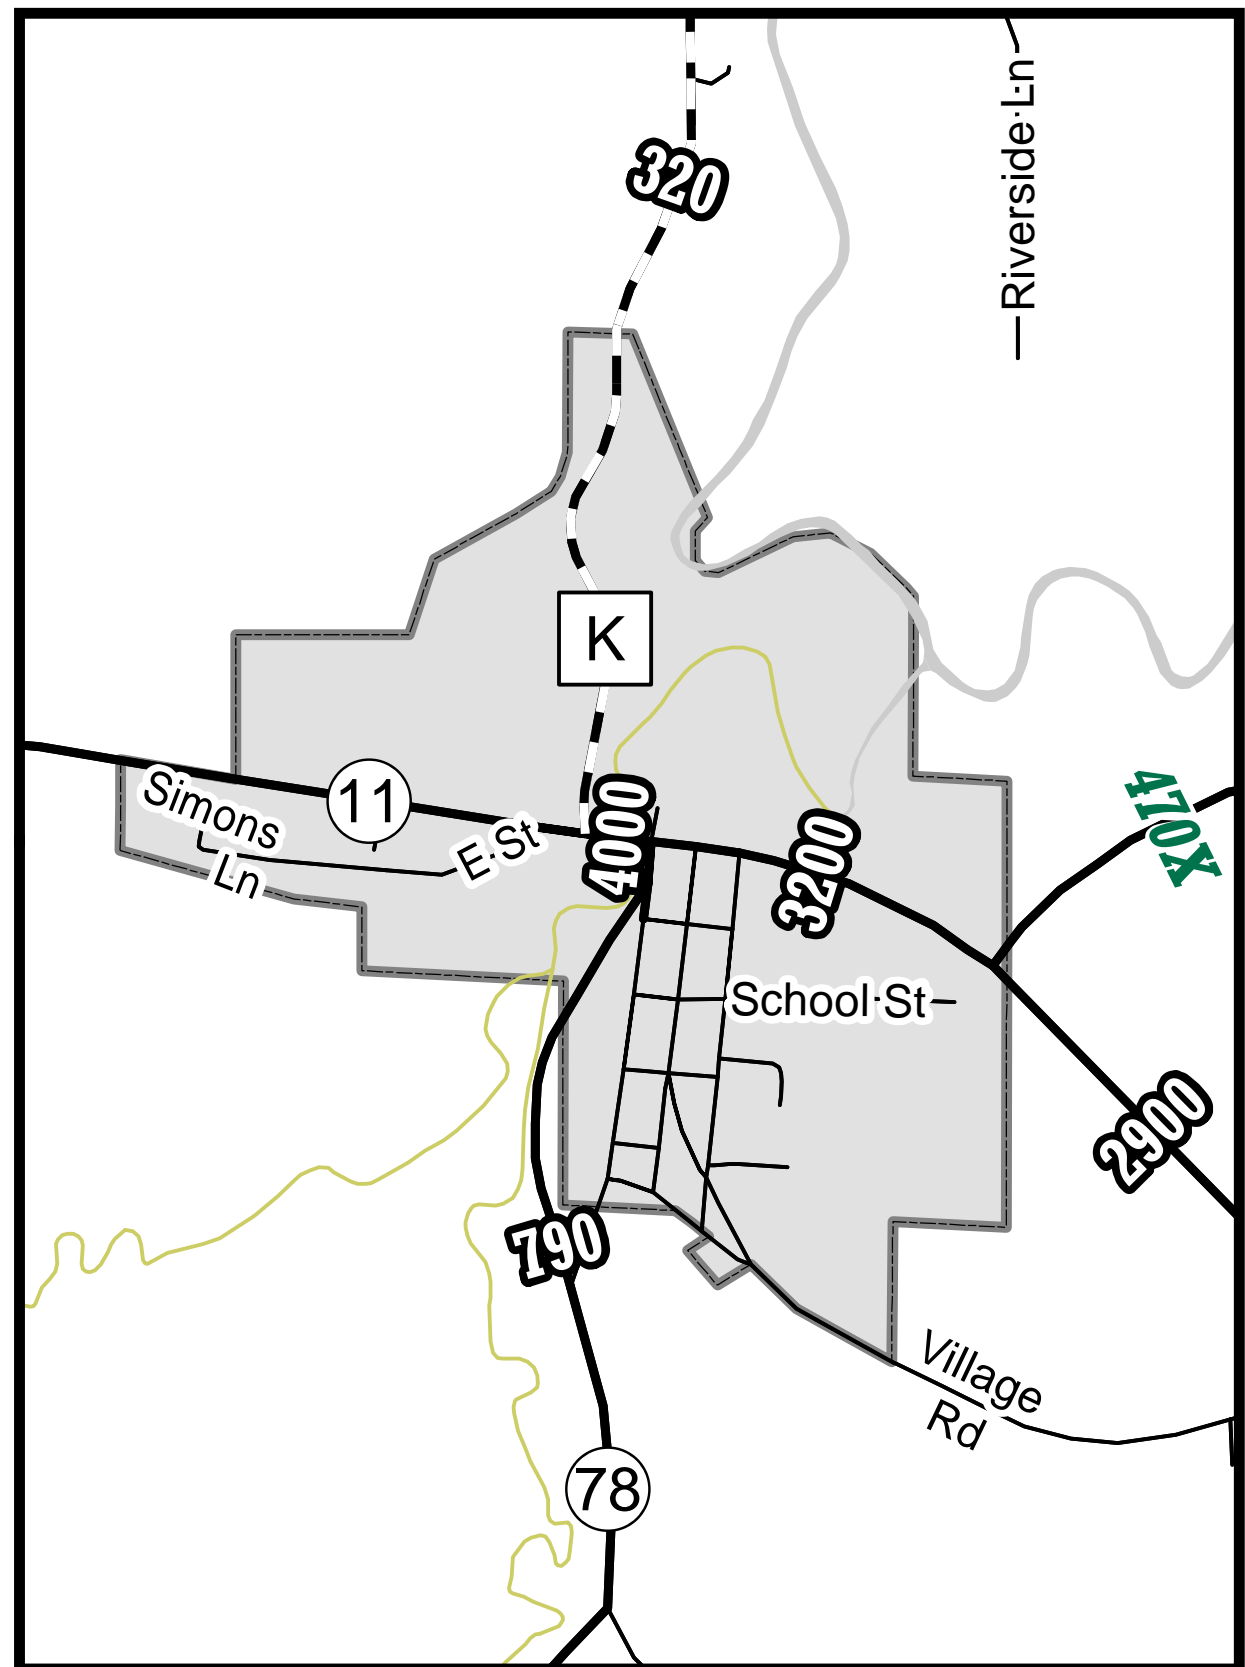 Riverside Ln
320
K
470X
11
Simons
Ln
E St
4000
3200
School St
2900
790
Village
Rd
78